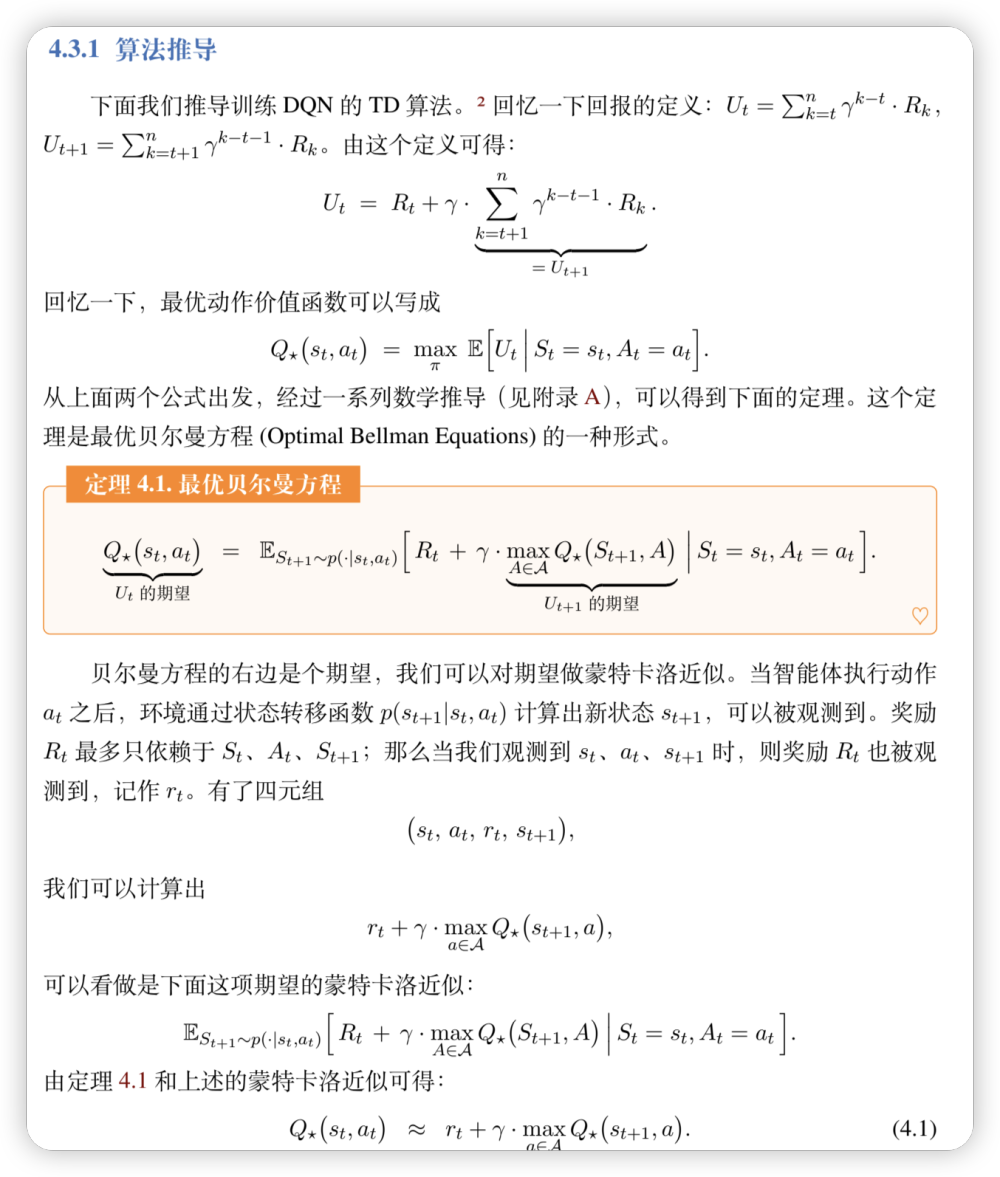 4.3.1 算法推导
下面我们推导训练 DQN 的 TD 算法。² 回忆一下回报的定义：$U_t = \sum_{k=t}^{n} \gamma^{k-t} \cdot R_k$，
$U_{t+1} = \sum_{k=t+1}^{n} \gamma^{k-t-1} \cdot R_k$。由这个定义可得：
$U_t = R_t + \gamma \cdot \underbrace{\sum_{k=t+1}^{n} \gamma^{k-t-1} \cdot R_k}_{= U_{t+1}}.$
回忆一下，最优动作价值函数可以写成
$Q_\star(s_t, a_t) = \max_{\pi} \mathbb{E}\left[U_t \,\middle|\, S_t = s_t, A_t = a_t\right].$
从上面两个公式出发，经过一系列数学推导（见附录 A），可以得到下面的定理。这个定
理是最优贝尔曼方程 (Optimal Bellman Equations) 的一种形式。
定理 4.1. 最优贝尔曼方程
$\underbrace{Q_\star(s_t, a_t)}_{U_t \text{ 的期望}} = \mathbb{E}_{S_{t+1} \sim p(\cdot|s_t, a_t)}\left[R_t + \gamma \cdot \underbrace{\max_{A \in \mathcal{A}} Q_\star(S_{t+1}, A)}_{U_{t+1} \text{ 的期望}} \,\middle|\, S_t = s_t, A_t = a_t\right].$
♡
贝尔曼方程的右边是个期望，我们可以对期望做蒙特卡洛近似。当智能体执行动作
$a_t$ 之后，环境通过状态转移函数 $p(s_{t+1}|s_t, a_t)$ 计算出新状态 $s_{t+1}$，可以被观测到。奖励
$R_t$ 最多只依赖于 $S_t$、$A_t$、$S_{t+1}$；那么当我们观测到 $s_t$、$a_t$、$s_{t+1}$ 时，则奖励 $R_t$ 也被观
测到，记作 $r_t$。有了四元组
$(s_t, a_t, r_t, s_{t+1}),$
我们可以计算出
$r_t + \gamma \cdot \max_{a \in \mathcal{A}} Q_\star(s_{t+1}, a),$
可以看做是下面这项期望的蒙特卡洛近似：
$\mathbb{E}_{S_{t+1} \sim p(\cdot|s_t, a_t)}\left[R_t + \gamma \cdot \max_{A \in \mathcal{A}} Q_\star(S_{t+1}, A) \,\middle|\, S_t = s_t, A_t = a_t\right].$
由定理 4.1 和上述的蒙特卡洛近似可得：
$Q_\star(s_t, a_t) \approx r_t + \gamma \cdot \max_{a \in \mathcal{A}} Q_\star(s_{t+1}, a).$ (4.1)